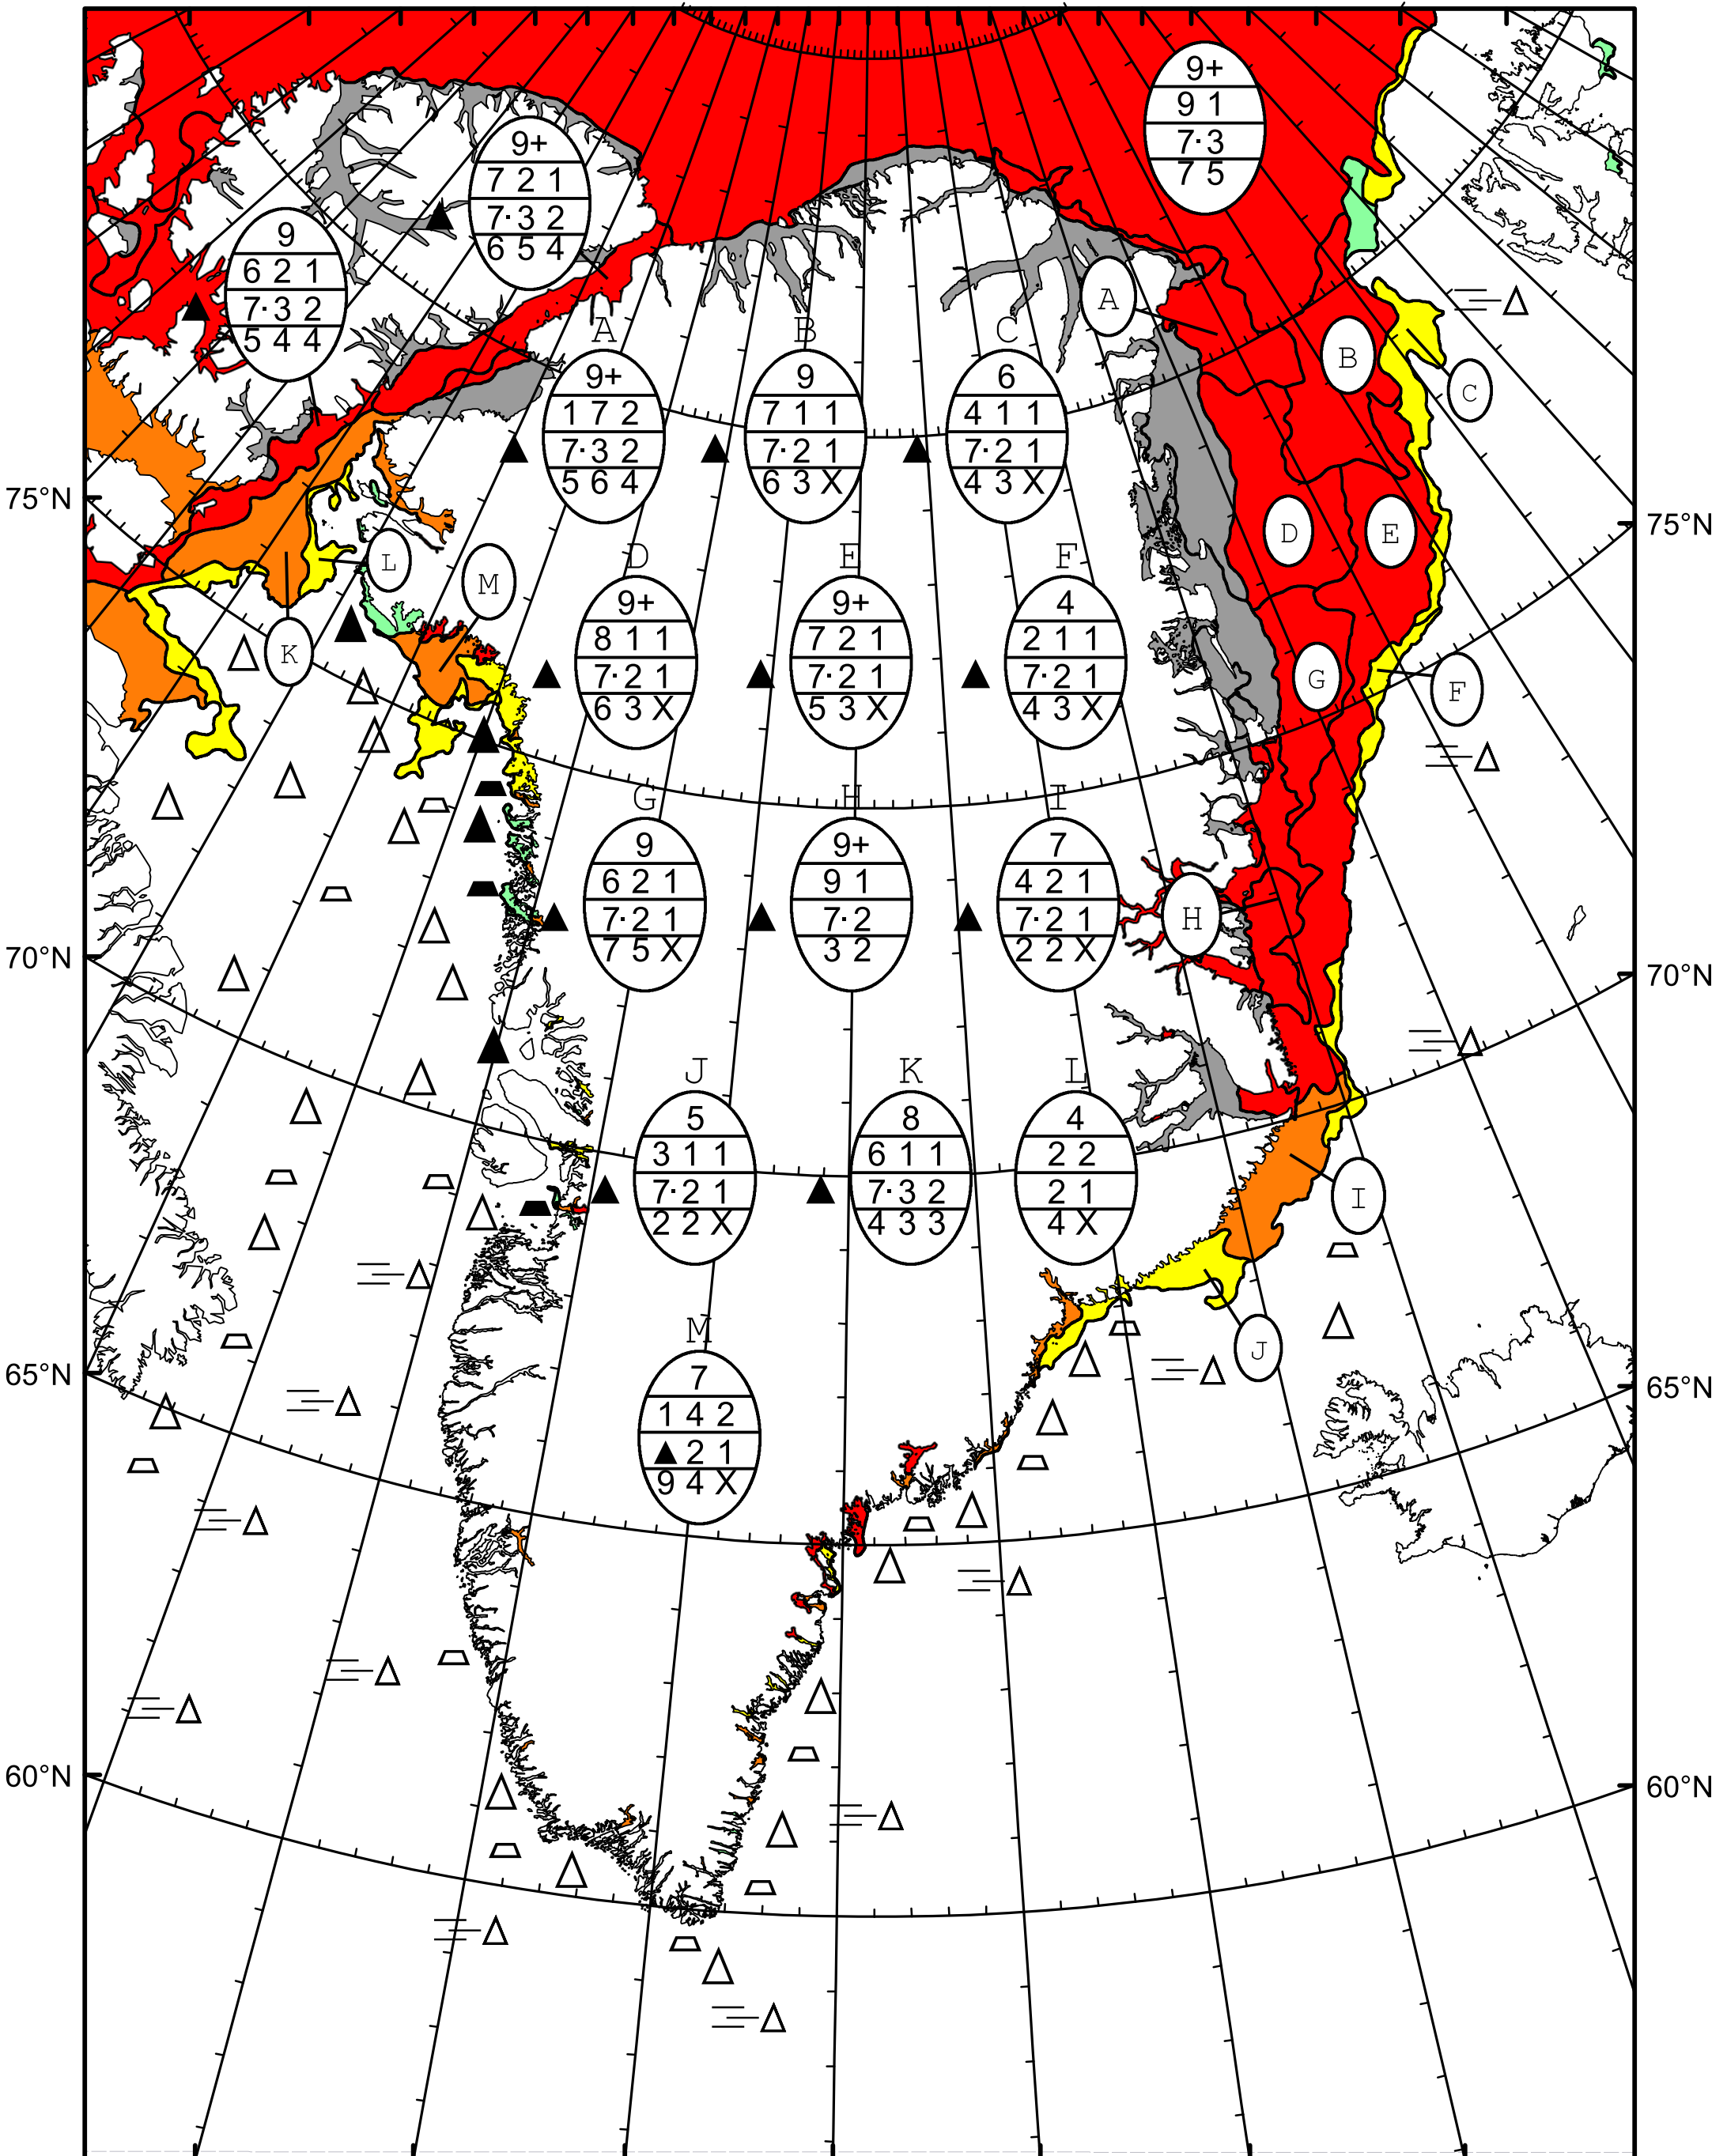 9+
9 1
7· 3
7 5
9+
7 2 1
7· 3 2
6 5 4
9
6 2 1
7· 3 2
5 4 4
A
B
C
K
L
M
A
9+
1 7 2
7· 3 2
5 6 4
B
9
7 1 1
7· 2 1
6 3 X
C
6
4 1 1
7· 2 1
4 3 X
75°N
75°N
D
E
D
9+
8 1 1
7· 2 1
6 3 X
E
9+
7 2 1
7· 2 1
5 3 X
F
4
2 1 1
7· 2 1
4 3 X
G
F
G
9
6 2 1
7· 2 1
7 5 X
H
9+
9 1
7· 2
3 2
I
7
4 2 1
7· 2 1
2 2 X
H
70°N
70°N
J
5
3 1 1
7· 2 1
2 2 X
K
8
6 1 1
7· 3 2
4 3 3
L
4
2 2
2 1
4 X
I
J
65°N
65°N
M
7
1 4 2
▲ 2 1
9 4 X
60°N
60°N